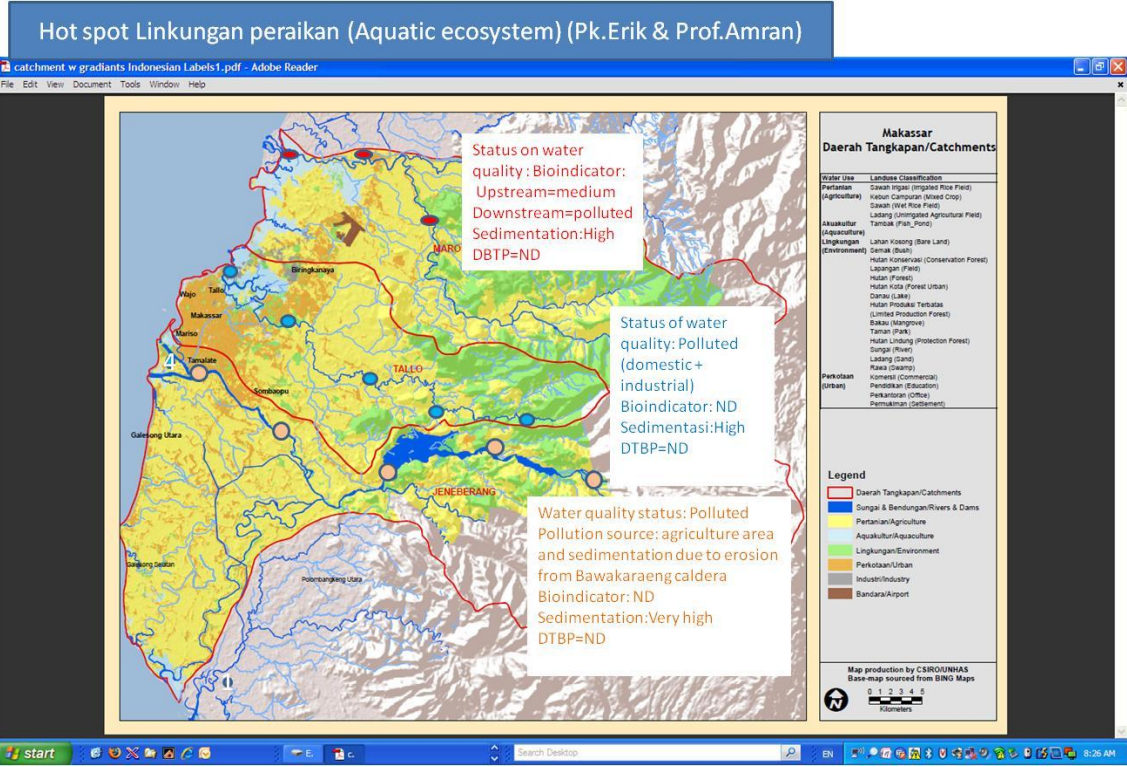 Hot spot Linkungan peraikan (Aquatic ecosystem) (Pk.Erik & Prof.Amran)
catchment w gradiants Indonesian Labels1.pdf - Adobe Reader
File Edit View Document Tools Window Help
Status on water
quality : Bioindicator:
Upstream=medium
Downstream=polluted
Sedimentation:High
DBTP=ND
MARO
Biringkanaya
Tallo
Wajo
Makassar
Mariso
Tamalate
4
TALLO
Sombaopu
Galesong Utara
JENEBERANG
Galesong Selatan
Polombangkeng Utara
Status of water
quality: Polluted
(domestic +
industrial)
Bioindicator: ND
Sedimentasi:High
DTBP=ND
Water quality status: Polluted
Pollution source: agriculture area
and sedimentation due to erosion
from Bawakaraeng caldera
Bioindicator: ND
Sedimentation:Very high
DTBP=ND
Makassar
Daerah Tangkapan/Catchments
Water Use Landuse Classification
Pertanian Sawah Irigasi (Irrigated Rice Field)
(Agriculture) Kebun Campuran (Mixed Crop)
Sawah (Wet Rice Field)
Ladang (Unirrigated Agricultural Field)
Akuakultur Tambak (Fish_Pond)
(Aquaculture)
Lingkungan Lahan Kosong (Bare Land)
(Environment) Semak (Bush)
Hutan Konservasi (Conservation Forest)
Lapangan (Field)
Hutan (Forest)
Hutan Kota (Forest Urban)
Danau (Lake)
Hutan Produksi Terbatas
(Limited Production Forest)
Bakau (Mangrove)
Taman (Park)
Hutan Lindung (Protection Forest)
Sungai (River)
Ladang (Sand)
Rawa (Swamp)
Perkotaan Komersil (Commercial)
(Urban) Pendidikan (Education)
Perkantoran (Office)
Permukiman (Settlement)
Legend
Daerah Tangkapan/Catchments
Sungai & Bendungan/Rivers & Dams
Pertanian/Agriculture
Aquakultur/Aquaculture
Lingkungan/Environment
Perkotaan/Urban
Industri/Industry
Bandara/Airport
Map production by CSIRO/UNHAS
Base-map sourced from BING Maps
N
0 1 2 3 4 5
Kilometers
start
E.
c.
Search Desktop
EN
8:26 AM